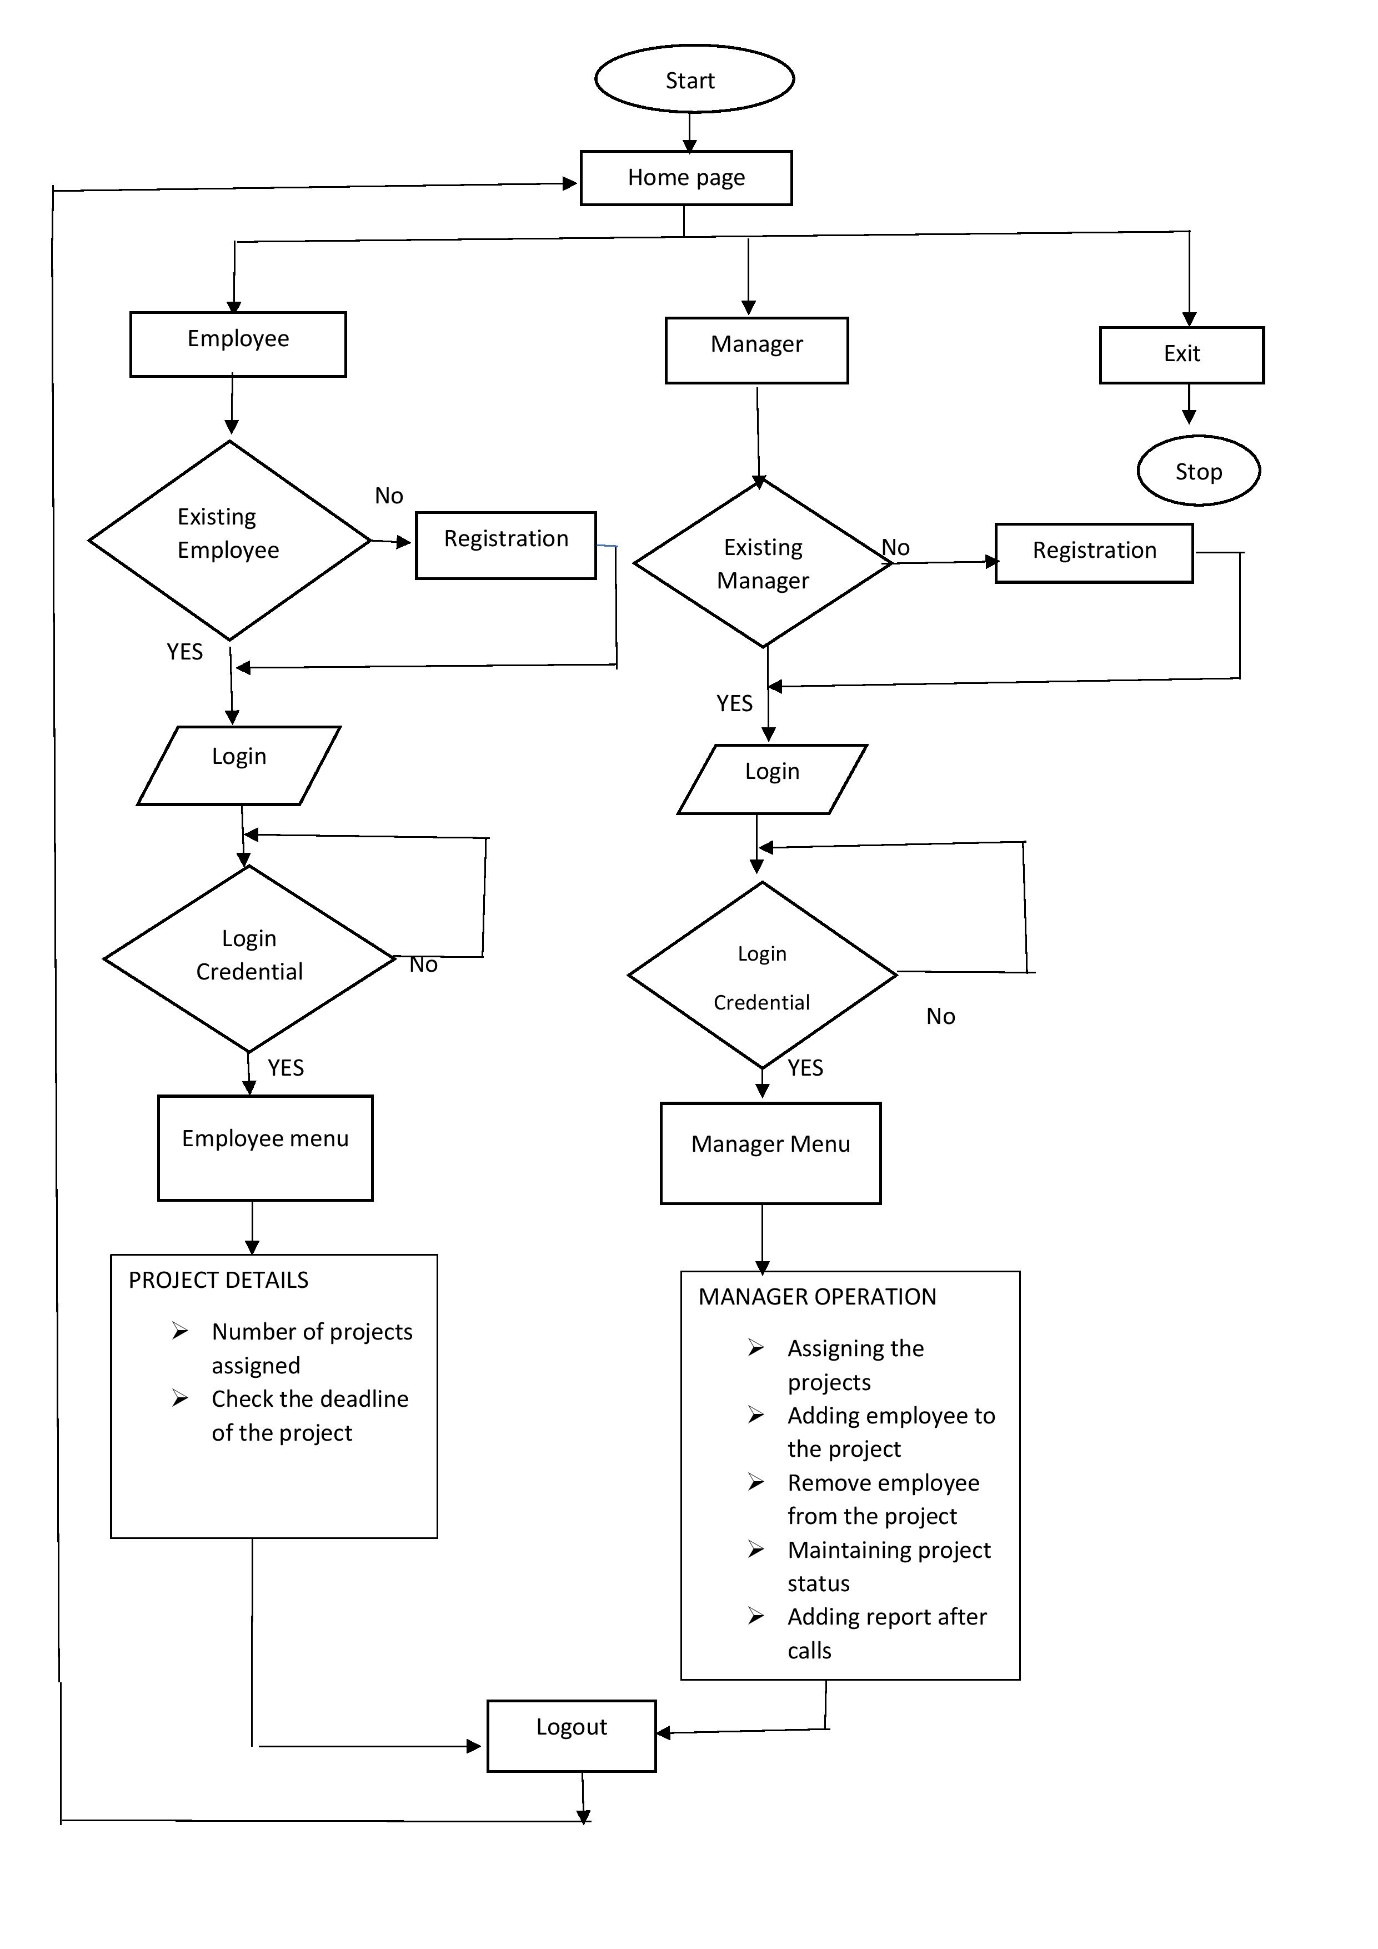 Start
Home page
Employee
Manager
Exit
Stop
Existing
Employee
No
Registration
Existing
Manager
No
Registration
YES
YES
Login
Login
Login
Credential
No
Login
Credential
No
YES
YES
Employee menu
Manager Menu
PROJECT DETAILS
Number of projects
assigned
Check the deadline
of the project
MANAGER OPERATION
Assigning the
projects
Adding employee to
the project
Remove employee
from the project
Maintaining project
status
Adding report after
calls
Logout